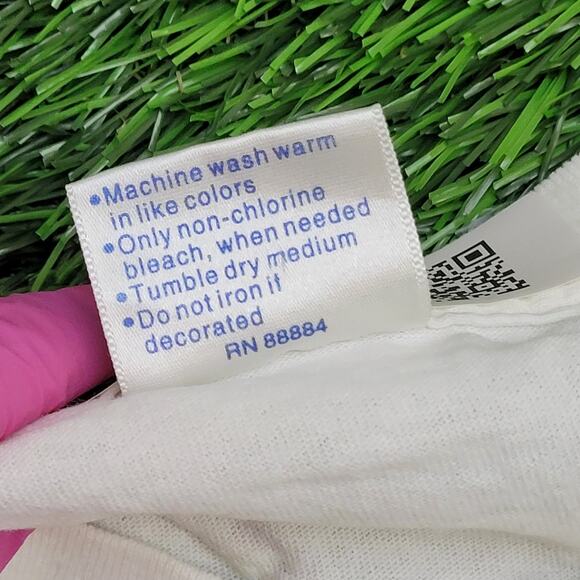 •Machine wash warm
in like colors
•Only non-chlorine
bleach, when needed
•Tumble dry medium
•Do not iron if
decorated
RN 88884